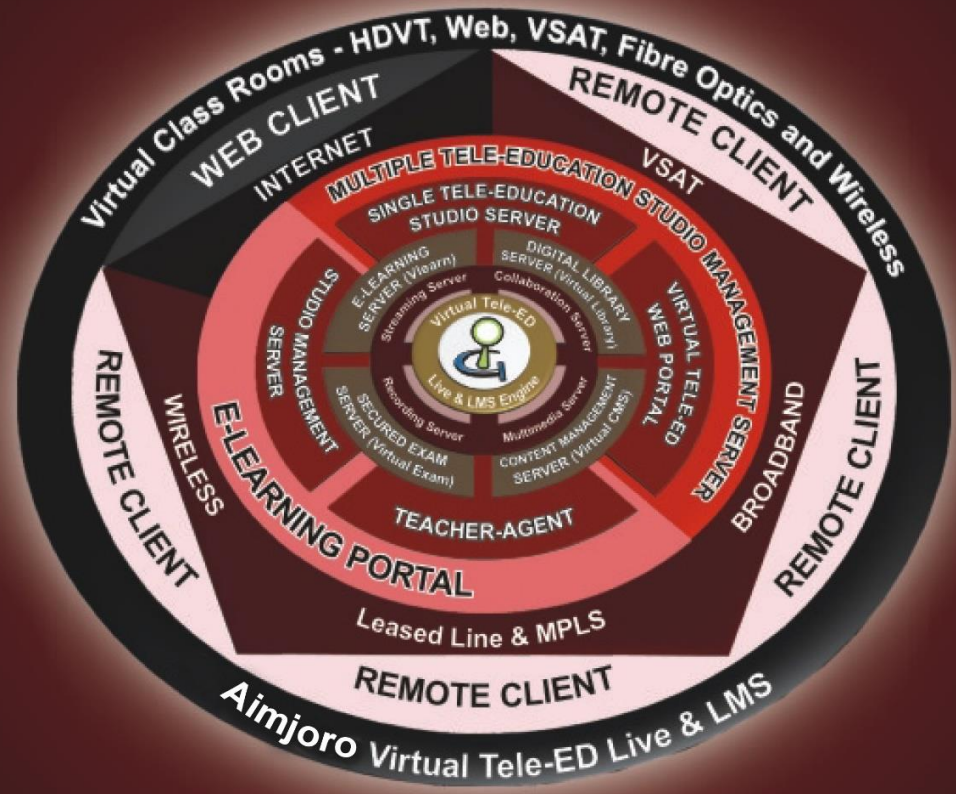 Virtual Class Rooms - HDVT, Web, VSAT, Fibre Optics and Wireless
WEB CLIENT
INTERNET
REMOTE CLIENT
VSAT
MULTIPLE TELE-EDUCATION STUDIO MANAGEMENT SERVER
SINGLE TELE-EDUCATION
STUDIO SERVER
E-LEARNING
SERVER (Vlearn)
DIGITAL LIBRARY
SERVER (Virtual Library)
Streaming Server
Collaboration Server
STUDIO MANAGEMENT
SERVER
VIRTUAL TELE-ED
WEB PORTAL
Virtual Tele-ED
Live & LMS Engine
Recording Server
Multimedia Server
SECURED EXAM
SERVER (Virtual Exam)
CONTENT MANAGEMENT
SERVER (Virtual CMS)
TEACHER-AGENT
E-LEARNING PORTAL
REMOTE CLIENT
WIRELESS
BROADBAND
REMOTE CLIENT
Leased Line & MPLS
REMOTE CLIENT
Aimjoro Virtual Tele-ED Live & LMS